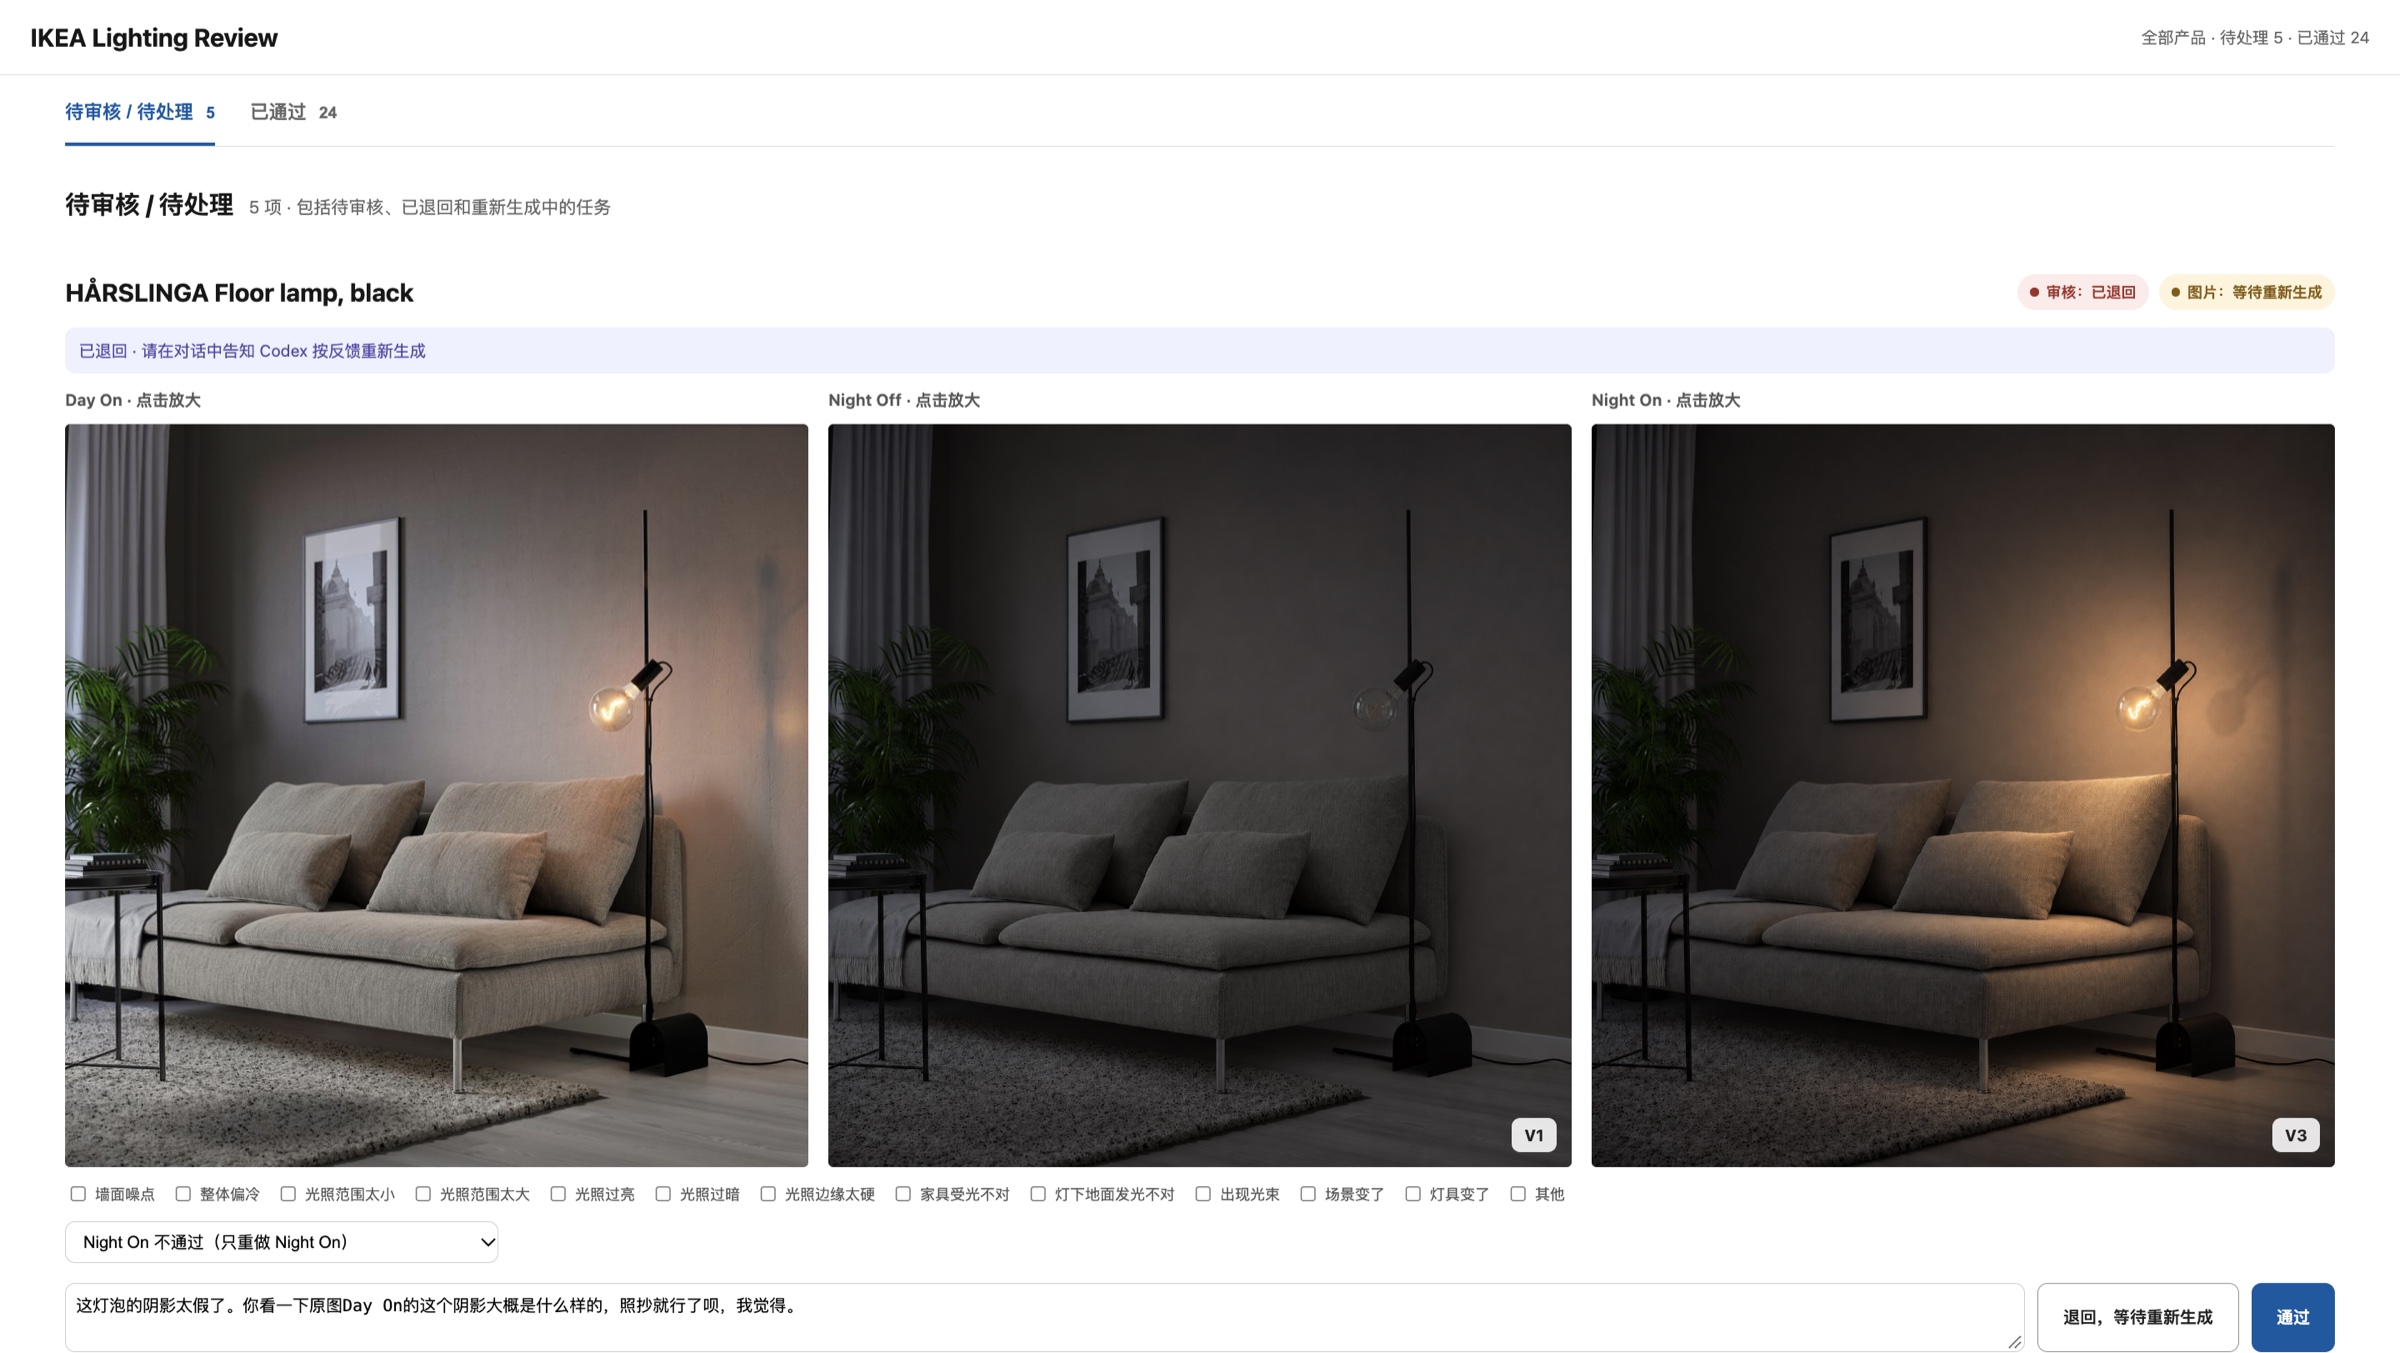 IKEA Lighting Review
全部产品 · 待处理 5 · 已通过 24
待审核 / 待处理 5 已通过 24
待审核 / 待处理 5 项 · 包括待审核、已退回和重新生成中的任务
HÅRSLINGA Floor lamp, black
审核：已退回 图片：等待重新生成
已退回 · 请在对话中告知 Codex 按反馈重新生成
Day On · 点击放大
Night Off · 点击放大
Night On · 点击放大
V1
V3
墙面噪点 整体偏冷 光照范围太小 光照范围太大 光照过亮 光照过暗 光照边缘太硬 家具受光不对 灯下地面发光不对 出现光束 场景变了 灯具变了 其他
Night On 不通过（只重做 Night On）
这灯泡的阴影太假了。你看一下原图Day On的这个阴影大概是什么样的，照抄就行了呗，我觉得。
退回，等待重新生成
通过